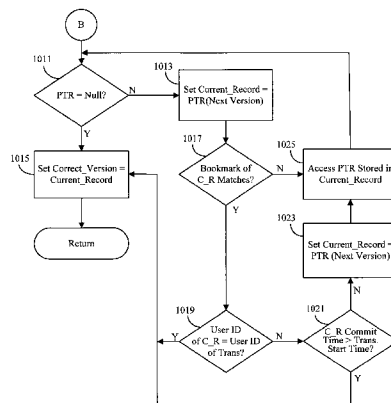 B
1011
PTR = Null?
N
Y
1013
Set Current_Record =
PTR(Next Version)
1015
Set Correct_Version =
Current_Record
Return
1017
Bookmark of
C_R Matches?
N
Y
1025
Access PTR Stored in
Current_Record
1023
Set Current_Record =
PTR (Next Version)
N
1019
User ID
of C_R = User ID
of Trans?
Y
N
1021
C_R Commit
Time > Trans.
Start Time?
Y